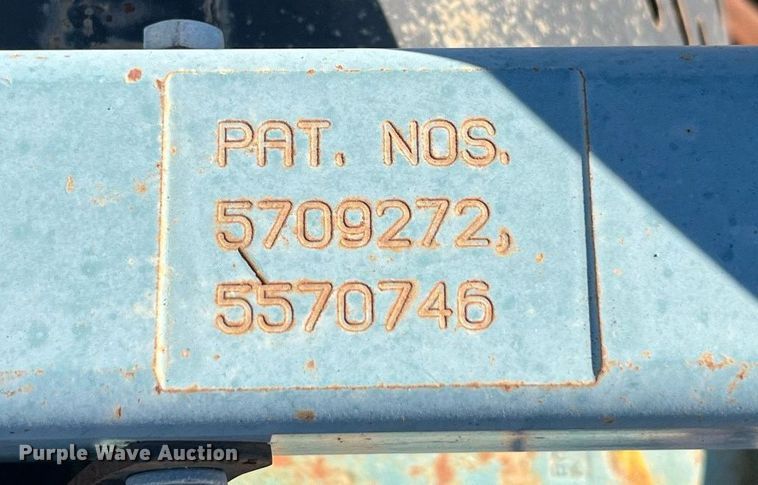 PAT. NOS.
5709272,
5570746
Purple Wave Auction